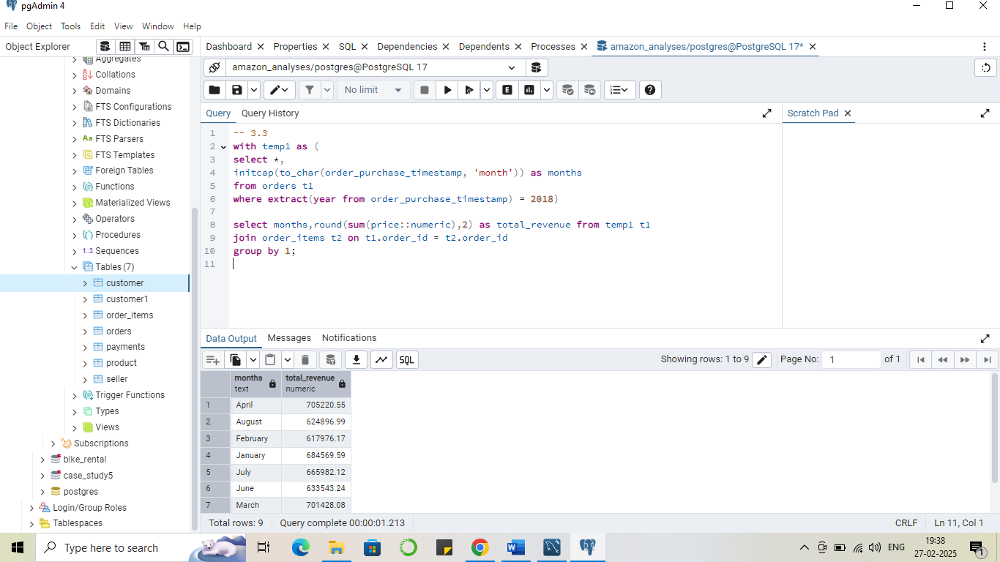 pgAdmin 4
File Object Tools Edit View Window Help
Object Explorer
Dashboard Properties SQL Dependencies Dependents Processes amazon_analyses/postgres@PostgreSQL 17*
amazon_analyses/postgres@PostgreSQL 17
No limit
E
Query Query History
Scratch Pad
1 -- 3.3
2 with temp1 as (
3 select *,
4 initcap(to_char(order_purchase_timestamp, 'month')) as months
5 from orders t1
6 where extract(year from order_purchase_timestamp) = 2018)
7
8 select months,round(sum(price::numeric),2) as total_revenue from temp1 t1
9 join order_items t2 on t1.order_id = t2.order_id
10 group by 1;
11
Aggregates
Collations
Domains
FTS Configurations
FTS Dictionaries
Aa FTS Parsers
FTS Templates
Foreign Tables
Functions
Materialized Views
Operators
Procedures
1..3 Sequences
Tables (7)
customer
customer1
order_items
orders
payments
product
seller
Trigger Functions
Types
Views
Subscriptions
bike_rental
case_study5
postgres
Login/Group Roles
Tablespaces
Data Output Messages Notifications
SQL
Showing rows: 1 to 9
Page No: 1 of 1
months total_revenue
text numeric
1 April 705220.55
2 August 624896.99
3 February 617976.17
4 January 684569.59
5 July 665982.12
6 June 633543.24
7 March 701428.08
Total rows: 9 Query complete 00:00:01.213
CRLF Ln 11, Col 1
Type here to search
ENG
19:38
27-02-2025
1